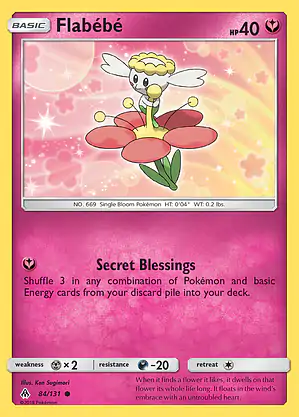 BASIC Flabébé HP40
NO. 669 Single Bloom Pokémon HT: 0'04" WT: 0.2 lbs.
Secret Blessings
Shuffle 3 in any combination of Pokémon and basic
Energy cards from your discard pile into your deck.
weakness ×2 resistance -20 retreat
Illus. Ken Sugimori
84/131
©2018 Pokémon
When it finds a flower it likes, it dwells on that
flower its whole life long. It floats in the wind's
embrace with an untroubled heart.